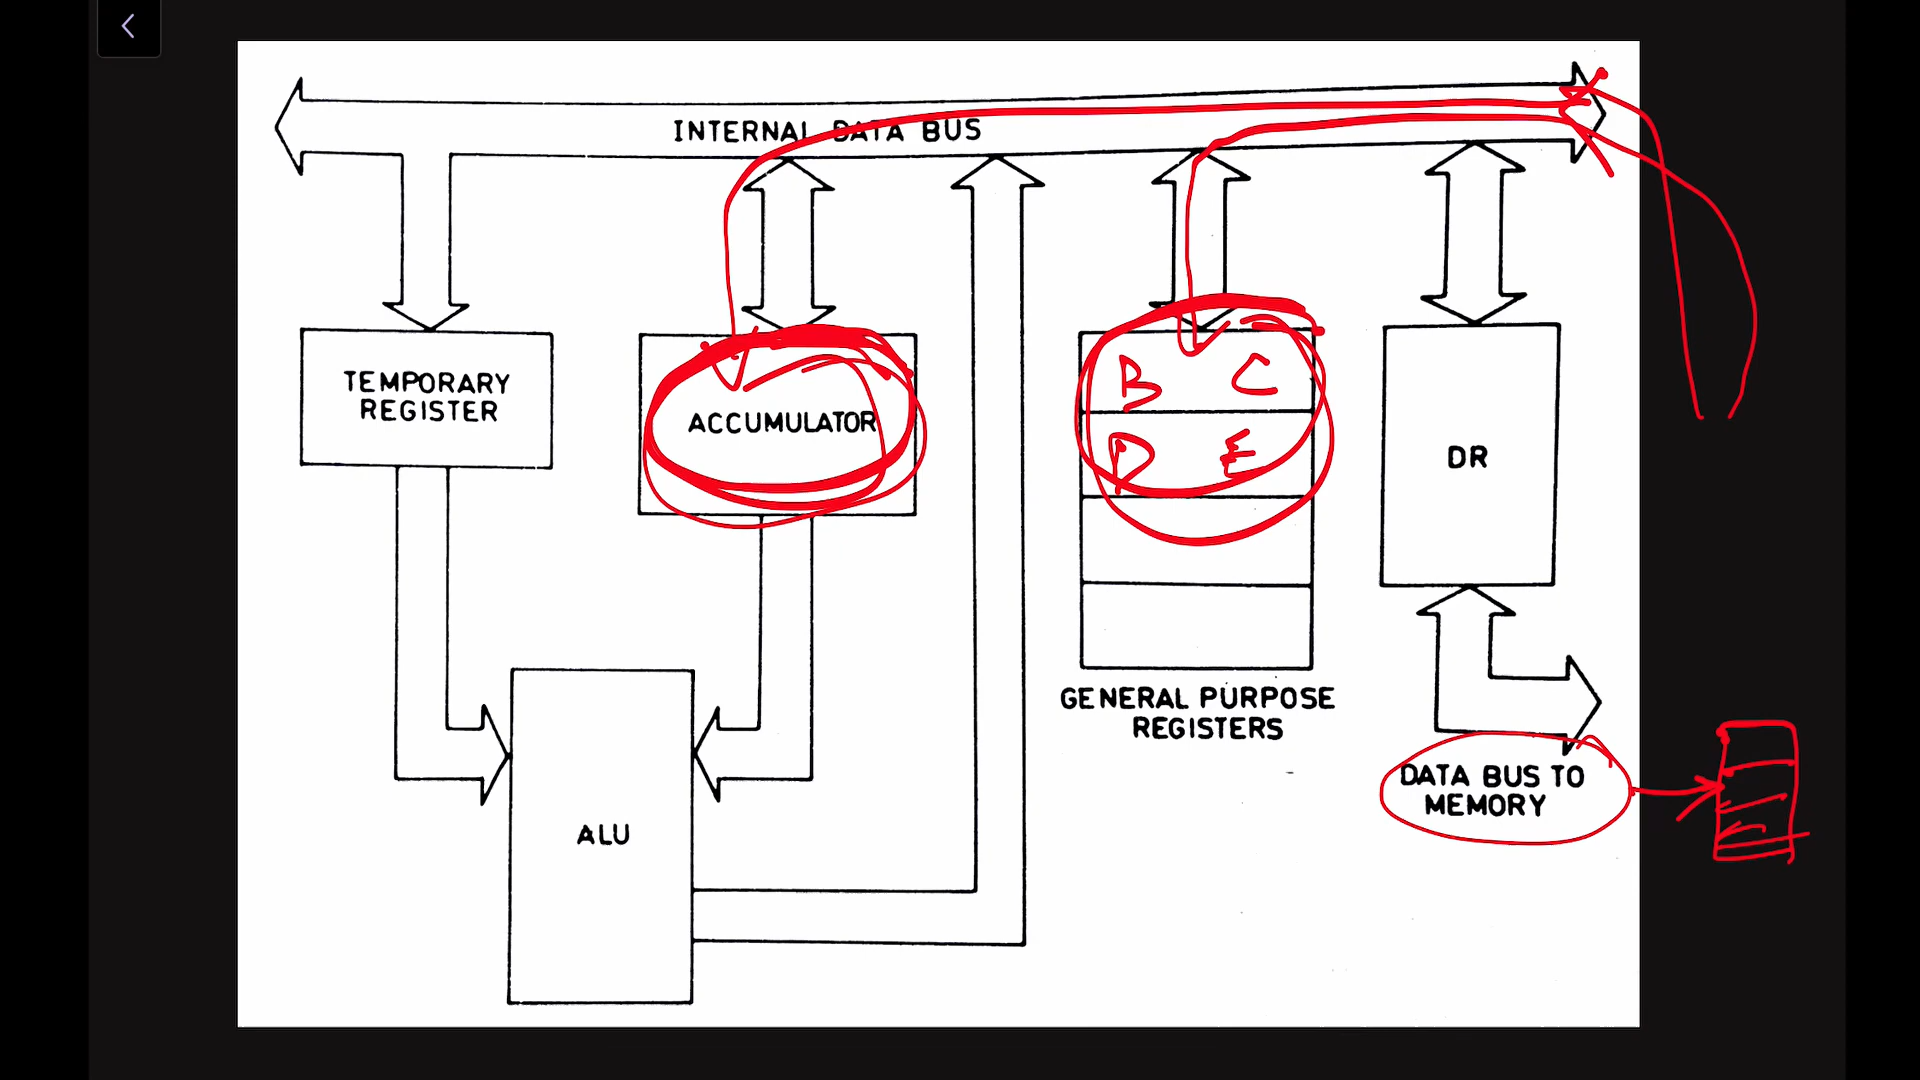 INTERNAL DATA BUS
TEMPORARY
REGISTER
ACCUMULATOR
B C
D E
DR
GENERAL PURPOSE
REGISTERS
DATA BUS TO
MEMORY
ALU